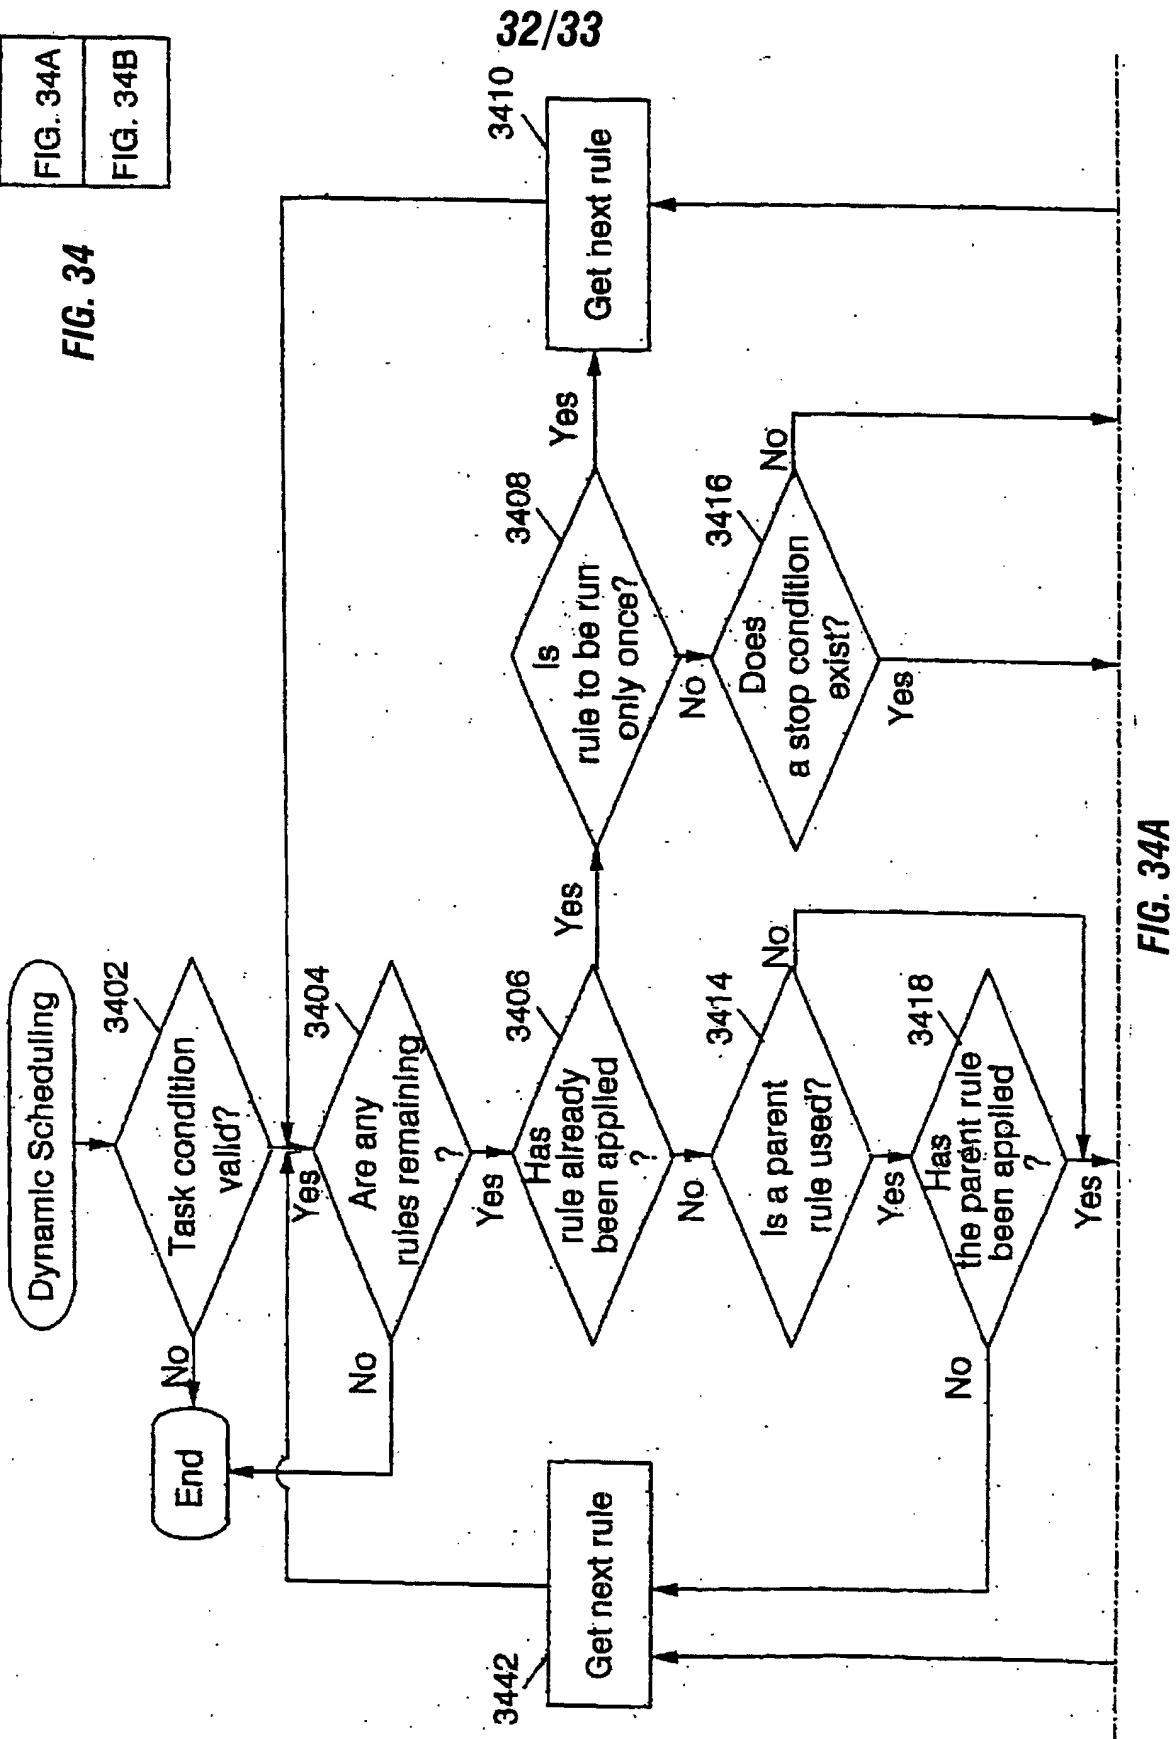 32/33
FIG. 34
FIG. 34A
FIG. 34B
Dynamic Scheduling
3402
Task condition
valid?
No
End
Yes
3404
Are any
rules remaining
?
No
Yes
3406
Has
rule already
been applied
?
Yes
3408
Is
rule to be run
only once?
Yes
3410
Get next rule
No
3414
Is a parent
rule used?
No
No
3416
Does
a stop condition
exist?
No
Yes
Yes
3418
Has
the parent rule
been applied
?
No
Yes
3442
Get next rule
FIG. 34A